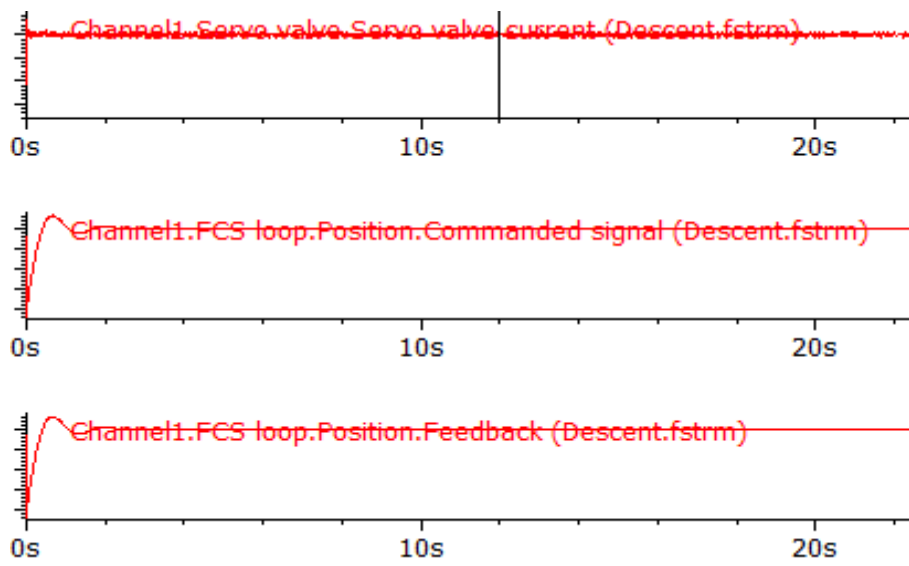 Channel1.Servo valve.Servo valve current (Descent.fstrm)
0s 10s 20s
Channel1.FCS loop.Position.Commanded signal (Descent.fstrm)
0s 10s 20s
Channel1.FCS loop.Position.Feedback (Descent.fstrm)
0s 10s 20s